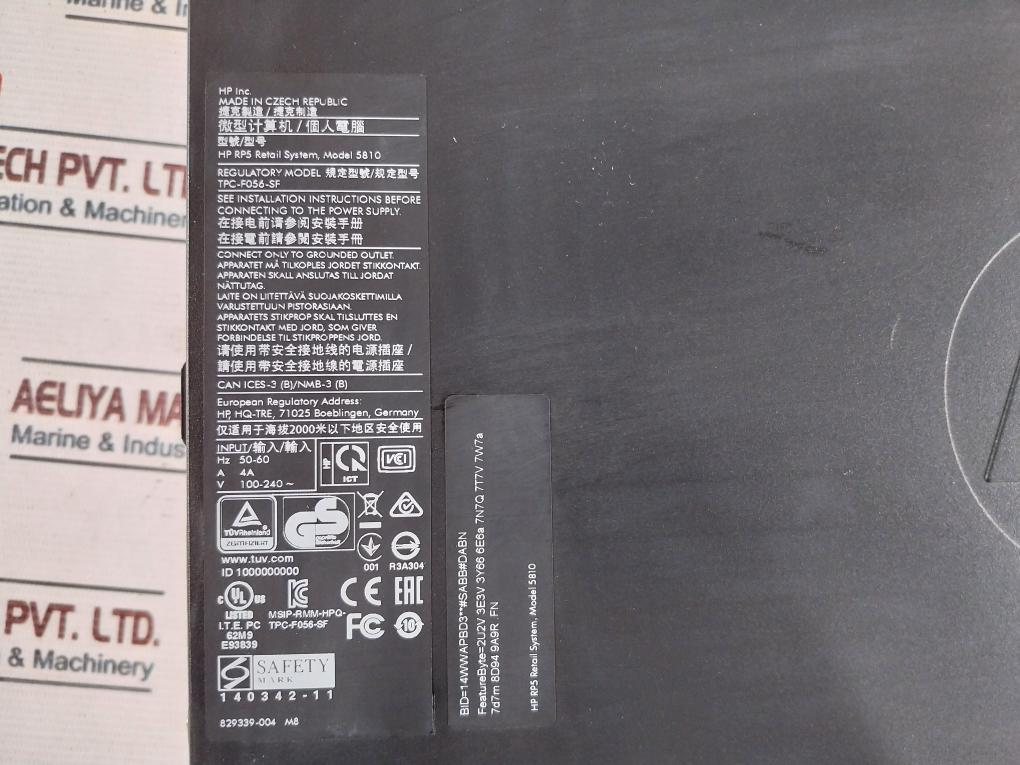 Marine & I
ECH PVT. LT
ation & Machiner
AELIYA MA
Marine & Indus
PVT. LTD.
& Machinery
HP Inc.
MADE IN CZECH REPUBLIC
捷克製造 / 捷克制造
微型计算机 / 個人電腦
型號/型号
HP RP5 Retail System, Model 5810
REGULATORY MODEL 規定型號/规定型号
TPC-F056-SF
SEE INSTALLATION INSTRUCTIONS BEFORE
CONNECTING TO THE POWER SUPPLY.
在接电前请参阅安装手册
在接電前請參閱安裝手冊
CONNECT ONLY TO GROUNDED OUTLET.
APPARATET MÅ TILKOPLES JORDET STIKKONTAKT.
APPARATEN SKALL ANSLUTAS TILL JORDAT
NÄTTUTAG.
LAITE ON LIITETTÄVÄ SUOJAKOSKETTIMILLA
VARUSTETTUUN PISTORASIAAN.
APPARATETS STIKPROP SKAL TILSLUTTES EN
STIKKONTAKT MED JORD, SOM GIVER
FORBINDELSE TIL STIKPROPPENS JORD.
请使用带安全接地线的电源插座 /
請使用帶安全接地線的電源插座
CAN ICES-3 (B)/NMB-3 (B)
European Regulatory Address:
HP, HQ-TRE, 71025 Boeblingen, Germany
仅适用于海拔2000米以下地区安全使用
INPUT/输入/輸入
Hz 50-60
A 4A
V 100-240 ~
HP
ICT
VCI
TÜVRheinland
ZERTIFIZIERT
GS
www.tuv.com
ID 1000000000
001
R3A304
c UL us
LISTED
I.T.E. PC
62M9
E93839
MSIP-RMM-HPQ-
TPC-F056-SF
CE
EAC
FC
10
SAFETY
MARK
140342-11
829339-004 M8
BID=14WWAPBD3**#SABB#DABN
FeatureByte=2U2V 3E3V 3Y66 6E6a 7N7Q 7T7V 7W7a
7d7m 8D94 9A9R .FN
HP RP5 Retail System, Model 5810